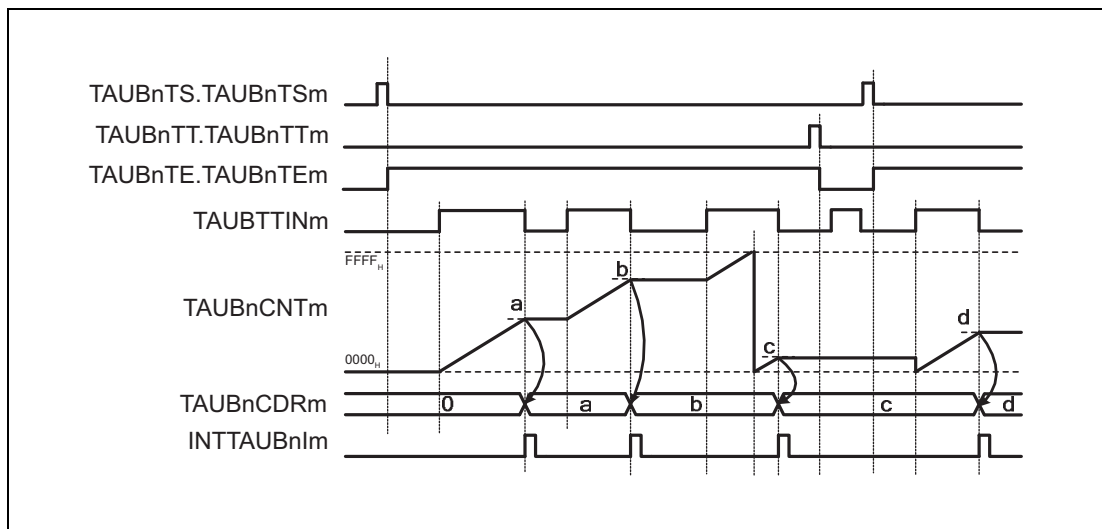 TAUBnTS.TAUBnTSm
TAUBnTT.TAUBnTTm
TAUBnTE.TAUBnTEm
TAUBTTINm
FFFFH
TAUBnCNTm
a
b
c
d
0000H
TAUBnCDRm
0
a
b
c
d
INTTAUBnIm